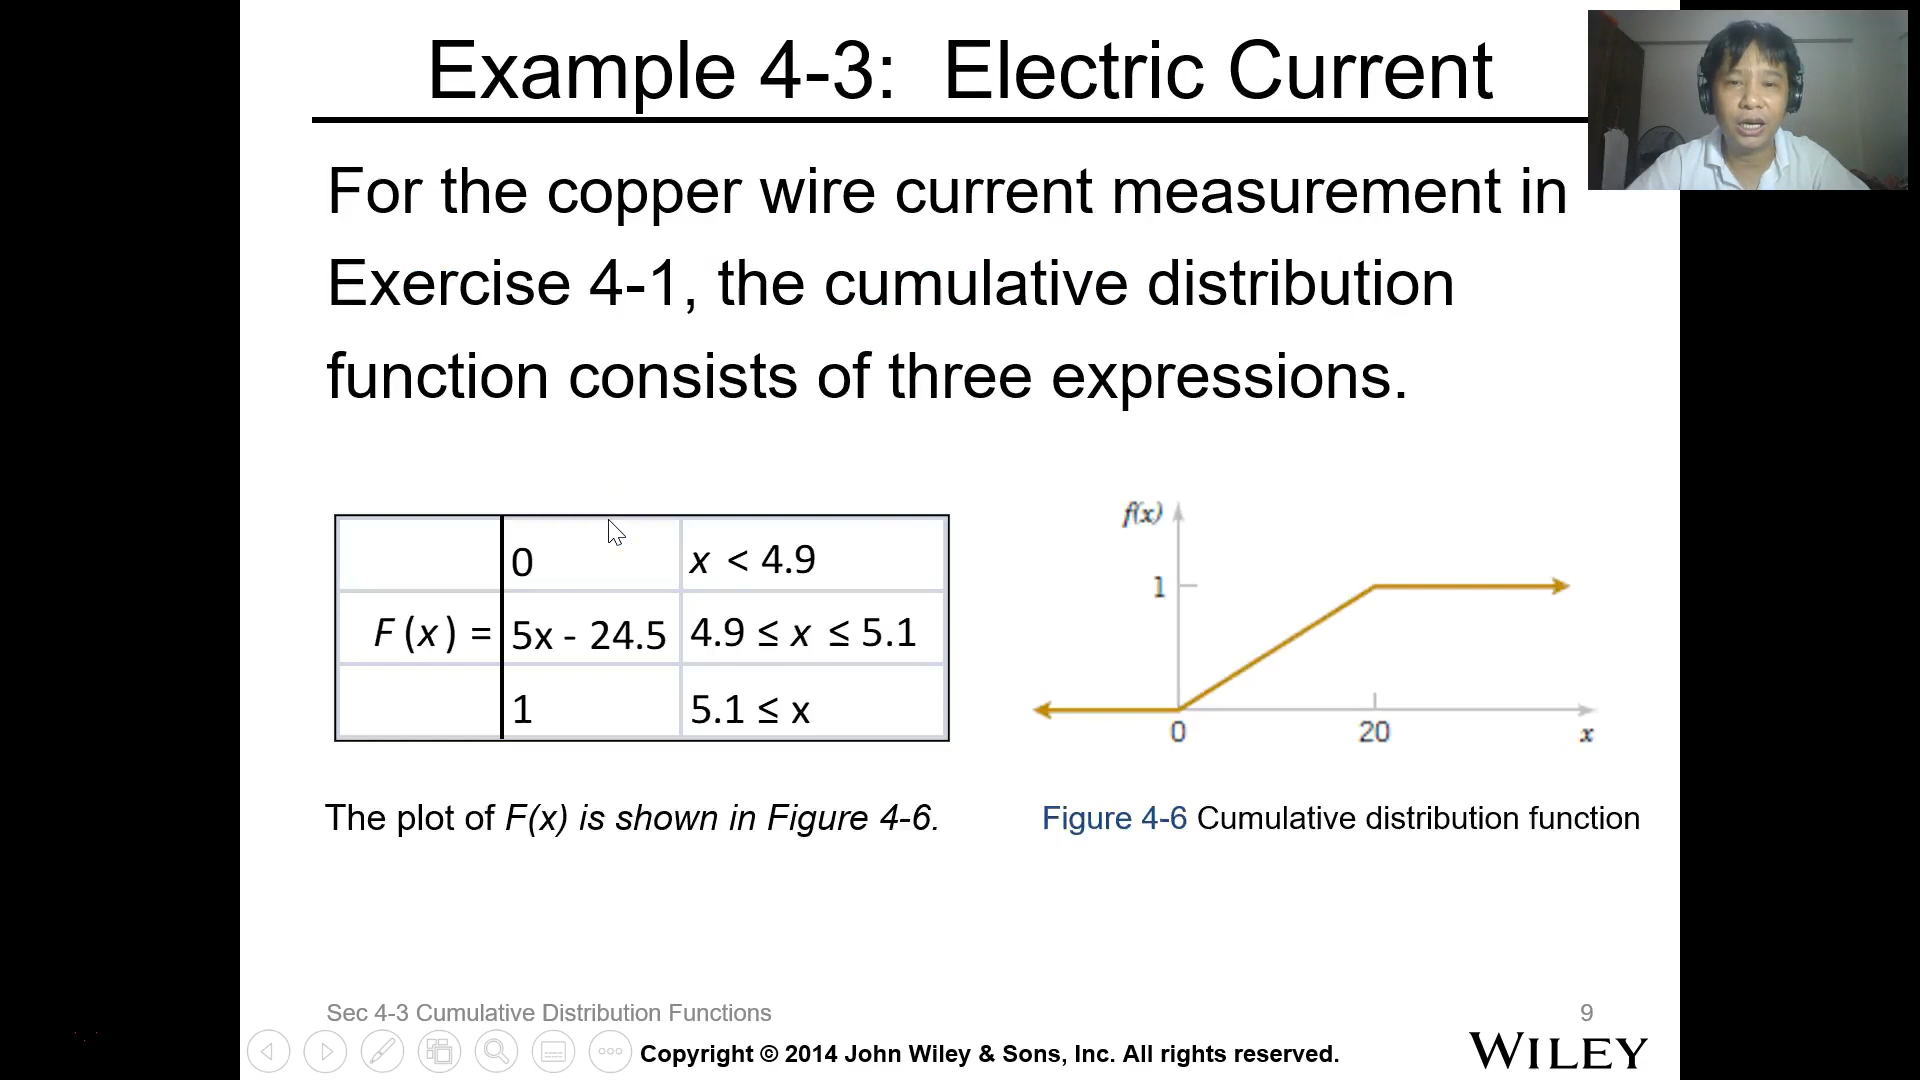 Example 4-3: Electric Current
For the copper wire current measurement in
Exercise 4-1, the cumulative distribution
function consists of three expressions.
0 x < 4.9
F (x) = 5x - 24.5 4.9 ≤ x ≤ 5.1
1 5.1 ≤ x
f(x)
1
0 20 x
The plot of F(x) is shown in Figure 4-6.
Figure 4-6 Cumulative distribution function
Sec 4-3 Cumulative Distribution Functions
9
Copyright © 2014 John Wiley & Sons, Inc. All rights reserved.
WILEY